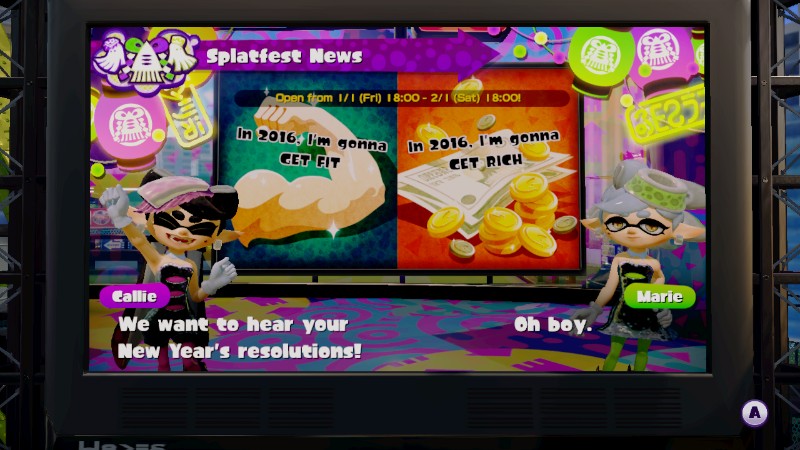 Splatfest News
Open from 1/1 (Fri) 18:00 - 2/1 (Sat) 18:00!
In 2016, I'm gonna
GET FIT
In 2016, I'm gonna
GET RICH
Callie
We want to hear your
New Year's resolutions!
Marie
Oh boy.
A